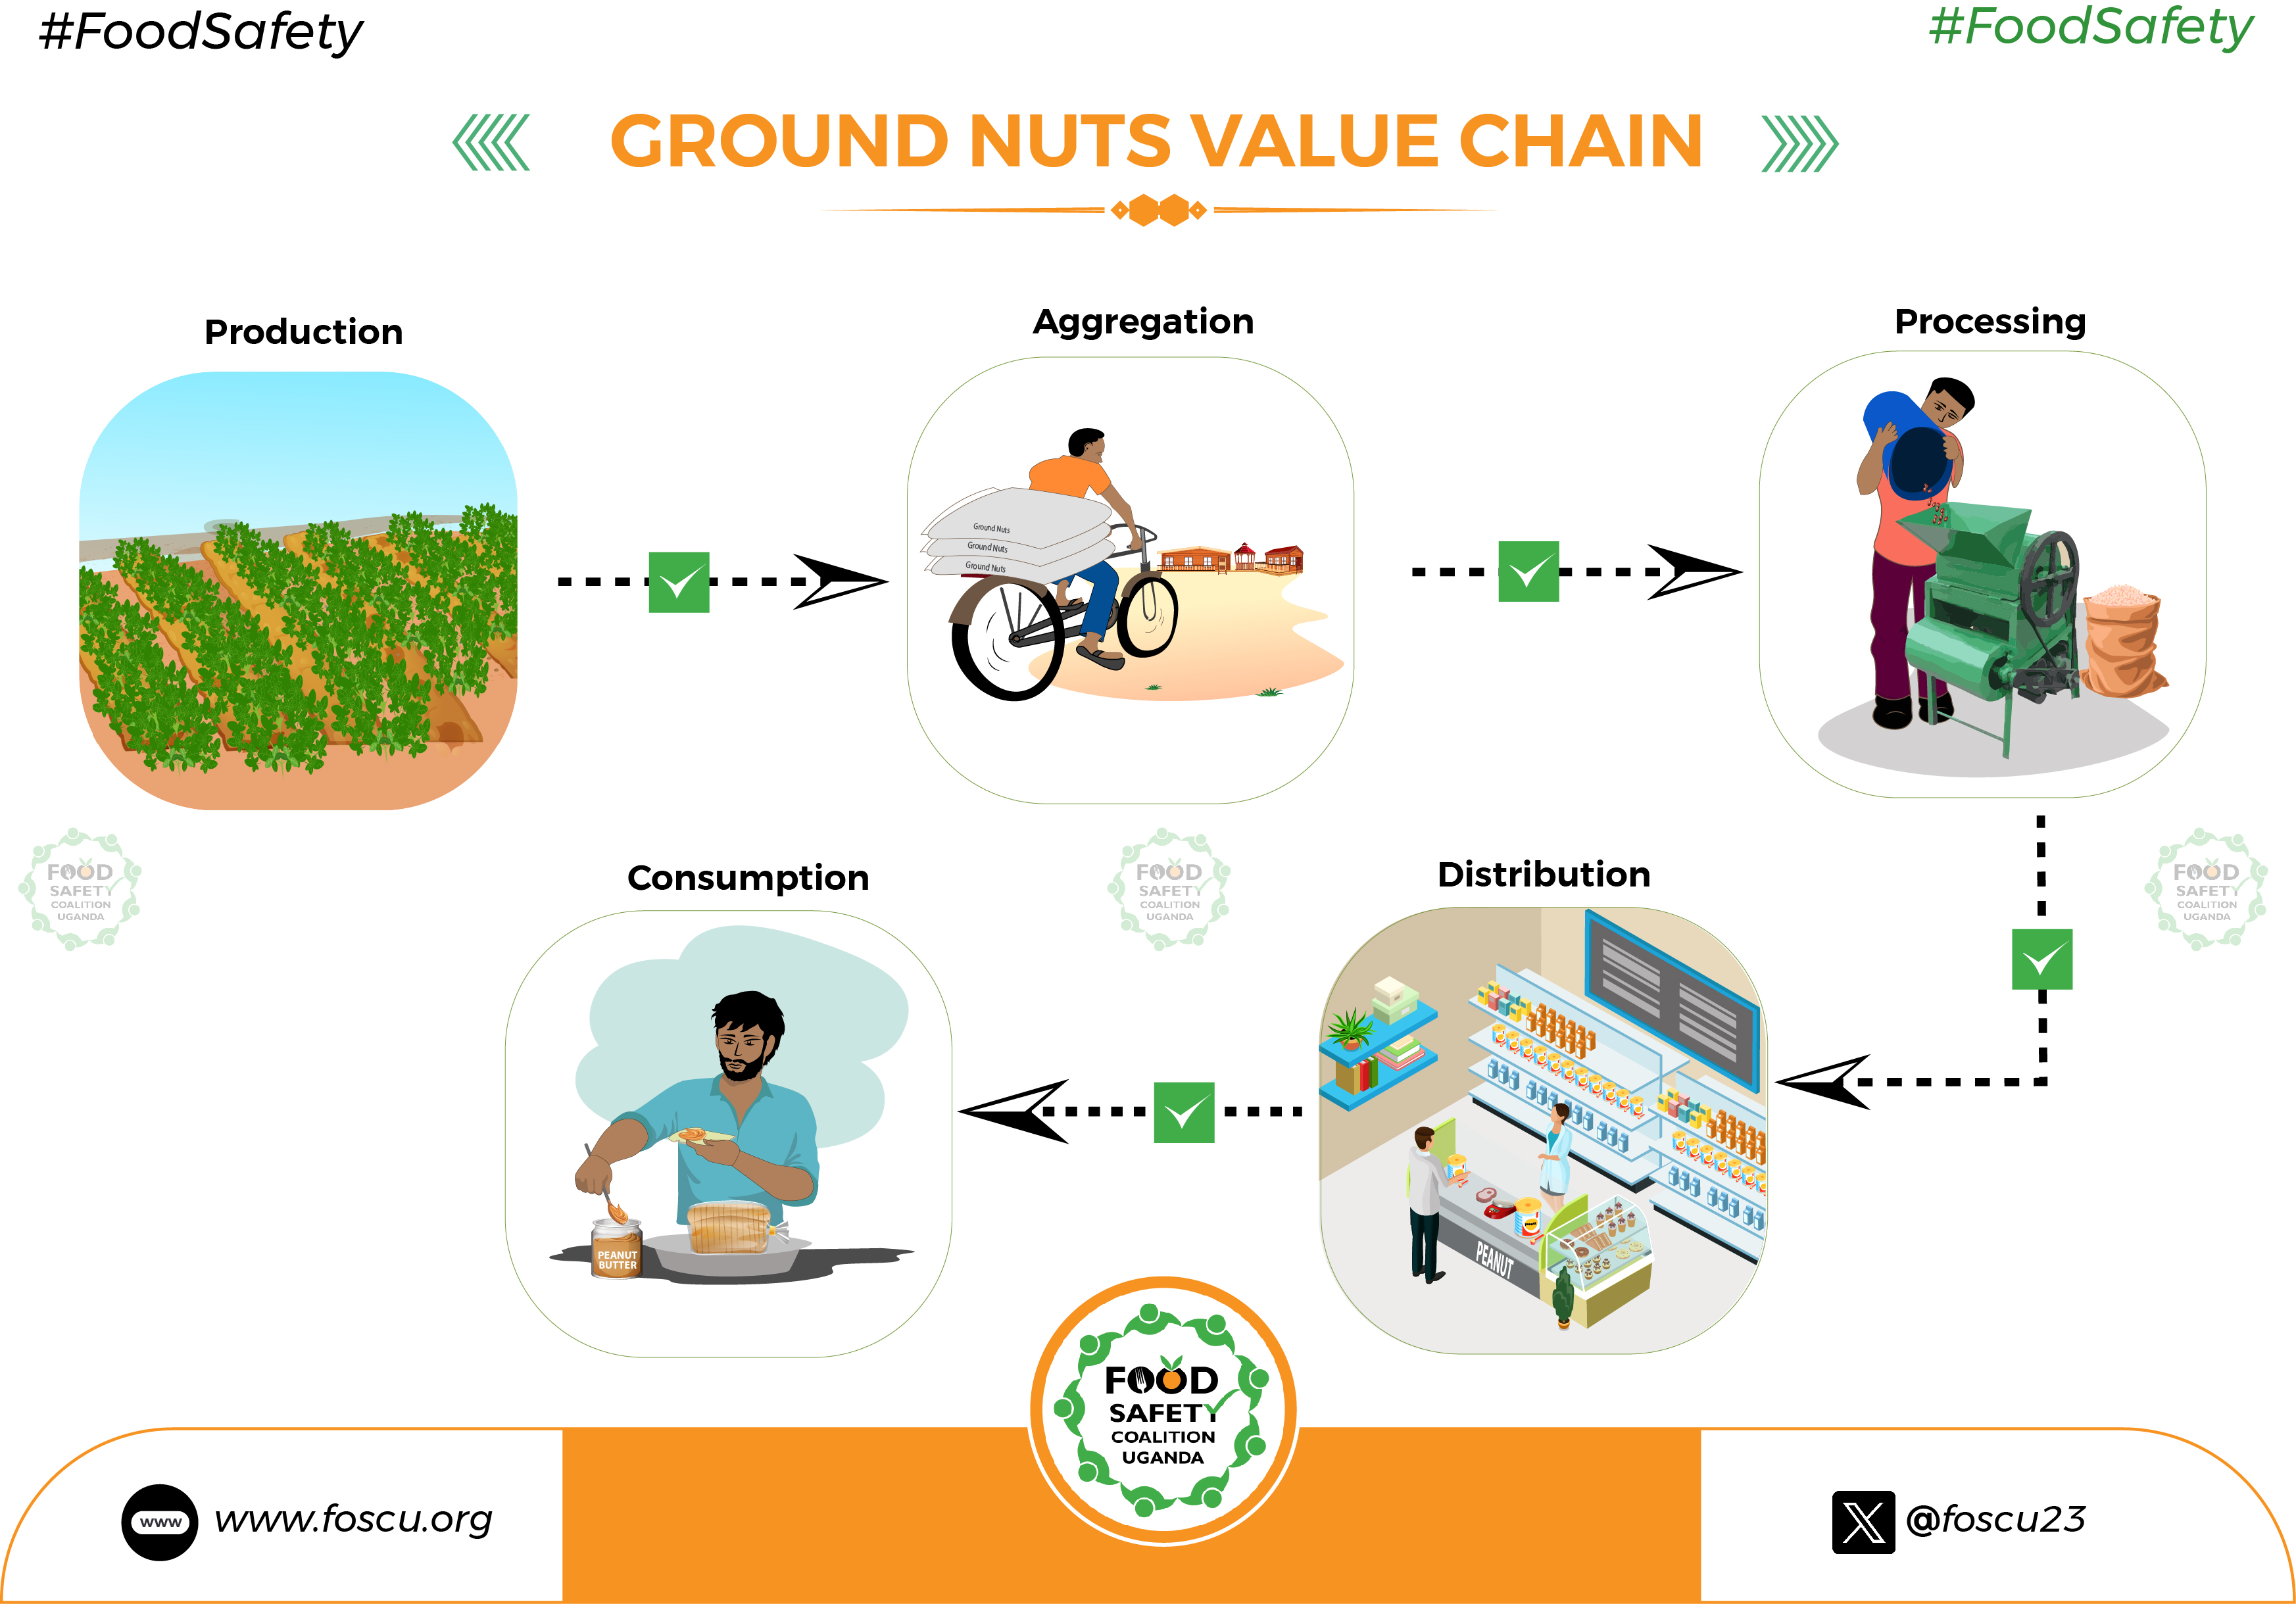 #FoodSafety
#FoodSafety
GROUND NUTS VALUE CHAIN
Production
Aggregation
Processing
Ground Nuts
Ground Nuts
Ground Nuts
FOOD
SAFETY
COALITION
UGANDA
FOOD
SAFETY
COALITION
UGANDA
FOOD
SAFETY
COALITION
UGANDA
Consumption
Distribution
PEANUT
BUTTER
PEANUT
FOOD
SAFETY
COALITION
UGANDA
www
www.foscu.org
@foscu23